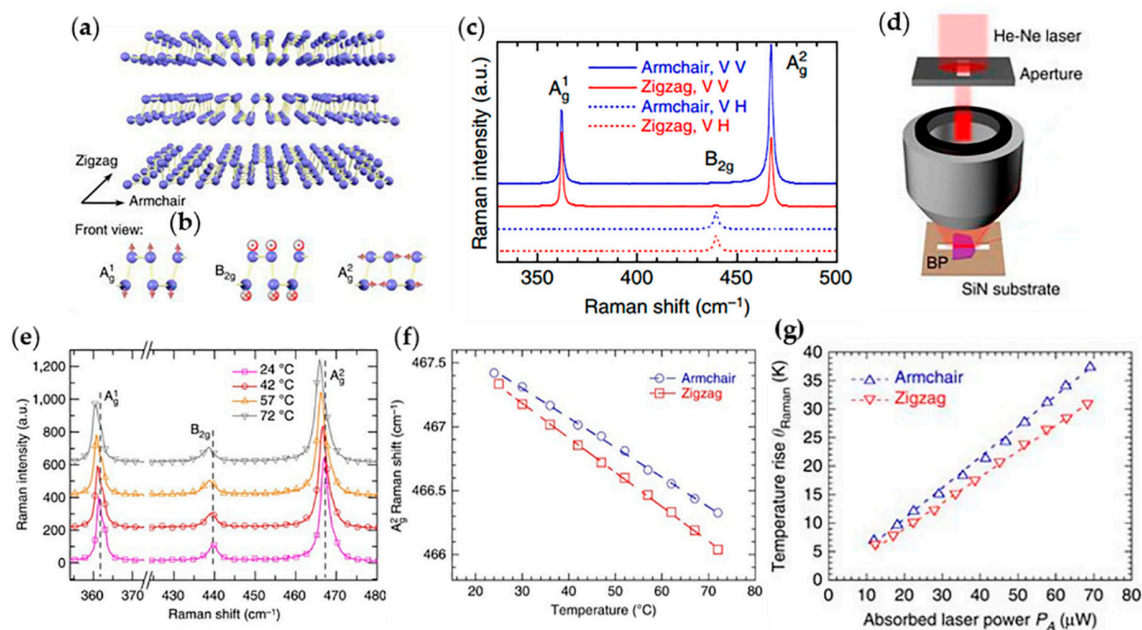 (a)
Zigzag
Armchair
(b)
Front view:
A¹g
B2g
A²g
(c)
Raman intensity (a.u.)
A¹g
B2g
A²g
Armchair, V V
Zigzag, V V
Armchair, V H
Zigzag, V H
350
400
450
500
Raman shift (cm⁻¹)
(d)
He-Ne laser
Aperture
BP
SiN substrate
(e)
Raman intensity (a.u.)
1,200
1,000
800
600
400
200
0
A¹g
B2g
A²g
24 °C
42 °C
57 °C
72 °C
360 370 430 440 450 460 470 480
Raman shift (cm⁻¹)
(f)
A²g Raman shift (cm⁻¹)
467.5
467
466.5
466
Armchair
Zigzag
0 10 20 30 40 50 60 70 80
Temperature (°C)
(g)
Temperature rise θRaman (K)
40
35
30
25
20
15
10
5
0
Armchair
Zigzag
0 10 20 30 40 50 60 70 80
Absorbed laser power PA (μW)